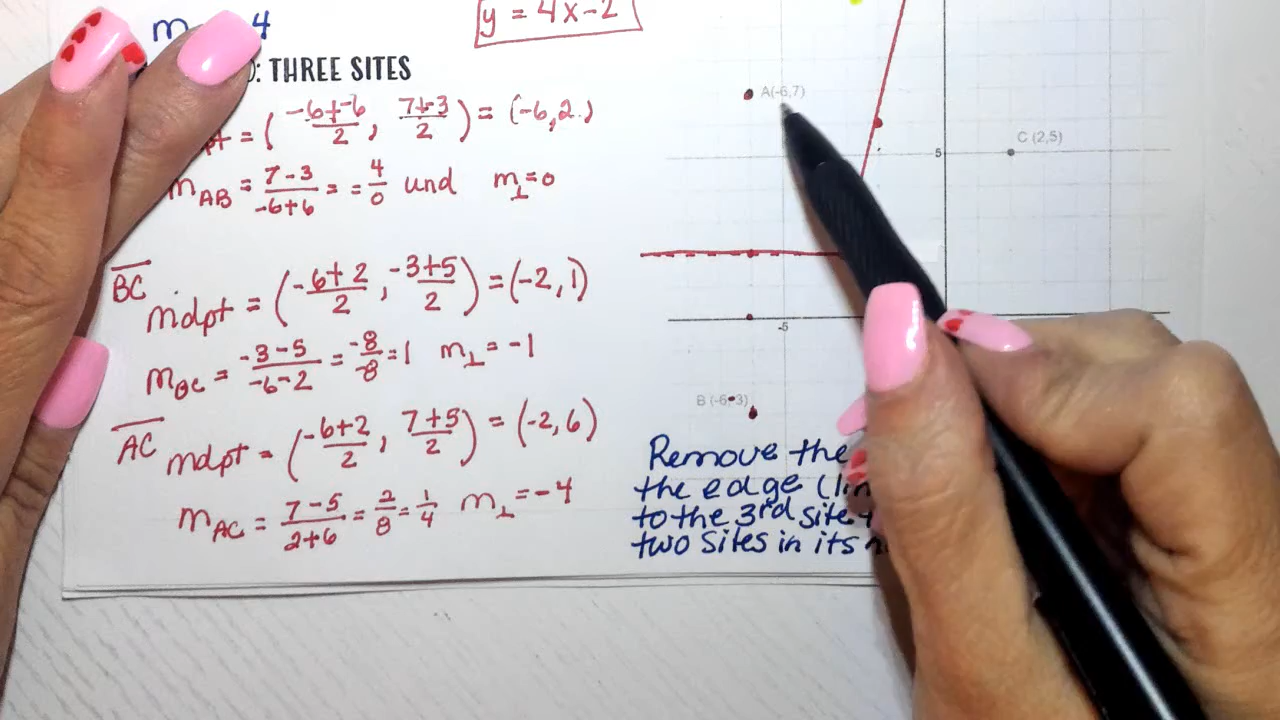 m 4
y = 4x-2
D: THREE SITES
pt = (-6+-6/2, 7+-3/2) = (-6,2)
mAB = 7-3/-6+6 = = 4/0 und m⊥=0
BC
mdpt = (-6+2/2, -3+5/2) = (-2,1)
mBC = -3-5/-6-2 = -8/-8 = 1 m⊥ = -1
AC
mdpt = (-6+2/2, 7+5/2) = (-2,6)
mAC = 7-5/2+6 = 2/8 = 1/4 m⊥ = -4
A(-6,7)
C (2,5)
5
-5
B (-6,-3)
Remove the
the edge (lin
to the 3rd site
two sites in its